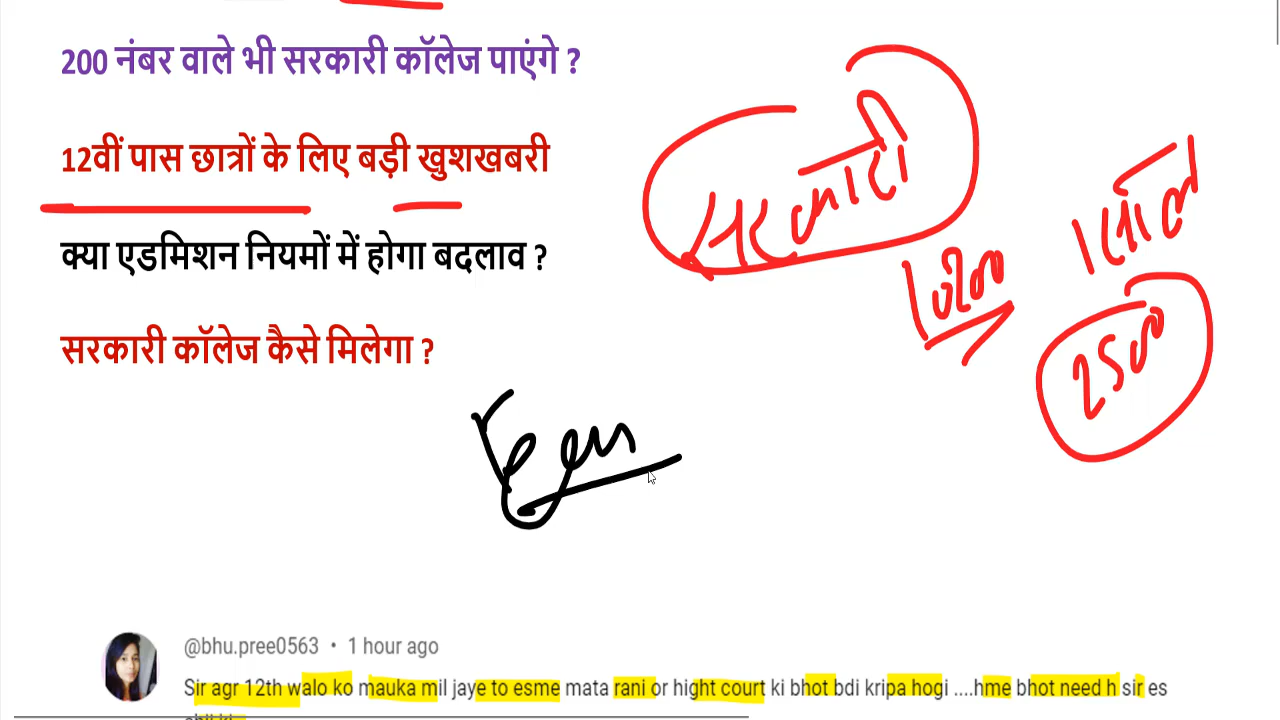 200 नंबर वाले भी सरकारी कॉलेज पाएंगे ?
12वीं पास छात्रों के लिए बड़ी खुशखबरी
क्या एडमिशन नियमों में होगा बदलाव ?
सरकारी कॉलेज कैसे मिलेगा ?
सरकारी
1 साल
2500
@bhu.pree0563 • 1 hour ago
Sir agr 12th walo ko mauka mil jaye to esme mata rani or hight court ki bhot bdi kripa hogi ....hme bhot need h sir es